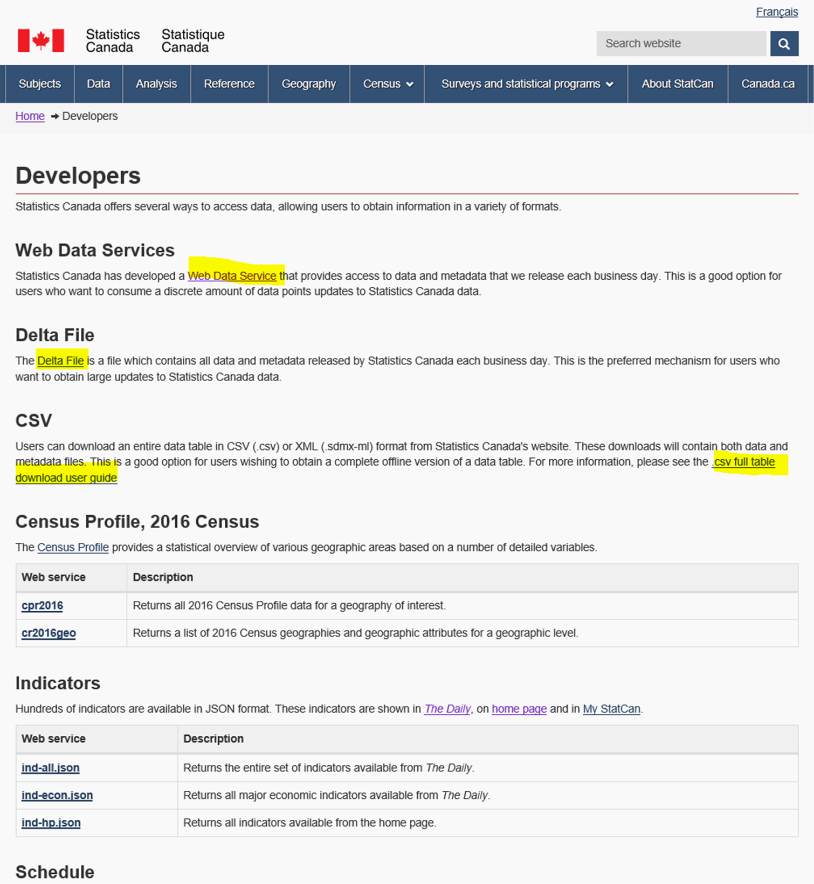 Français
Statistics Canada
Statistique Canada
Search website
Subjects Data Analysis Reference Geography Census Surveys and statistical programs About StatCan Canada.ca
Home ➔ Developers
Developers
Statistics Canada offers several ways to access data, allowing users to obtain information in a variety of formats.
Web Data Services
Statistics Canada has developed a Web Data Service that provides access to data and metadata that we release each business day. This is a good option for
users who want to consume a discrete amount of data points updates to Statistics Canada data.
Delta File
The Delta File is a file which contains all data and metadata released by Statistics Canada each business day. This is the preferred mechanism for users who
want to obtain large updates to Statistics Canada data.
CSV
Users can download an entire data table in CSV (.csv) or XML (.sdmx-ml) format from Statistics Canada's website. These downloads will contain both data and
metadata files. This is a good option for users wishing to obtain a complete offline version of a data table. For more information, please see the .csv full table
download user guide
Census Profile, 2016 Census
The Census Profile provides a statistical overview of various geographic areas based on a number of detailed variables.
Web service Description
cpr2016 Returns all 2016 Census Profile data for a geography of interest.
cr2016geo Returns a list of 2016 Census geographies and geographic attributes for a geographic level.
Indicators
Hundreds of indicators are available in JSON format. These indicators are shown in The Daily, on home page and in My StatCan.
Web service Description
ind-all.json Returns the entire set of indicators available from The Daily.
ind-econ.json Returns all major economic indicators available from The Daily.
ind-hp.json Returns all indicators available from the home page.
Schedule